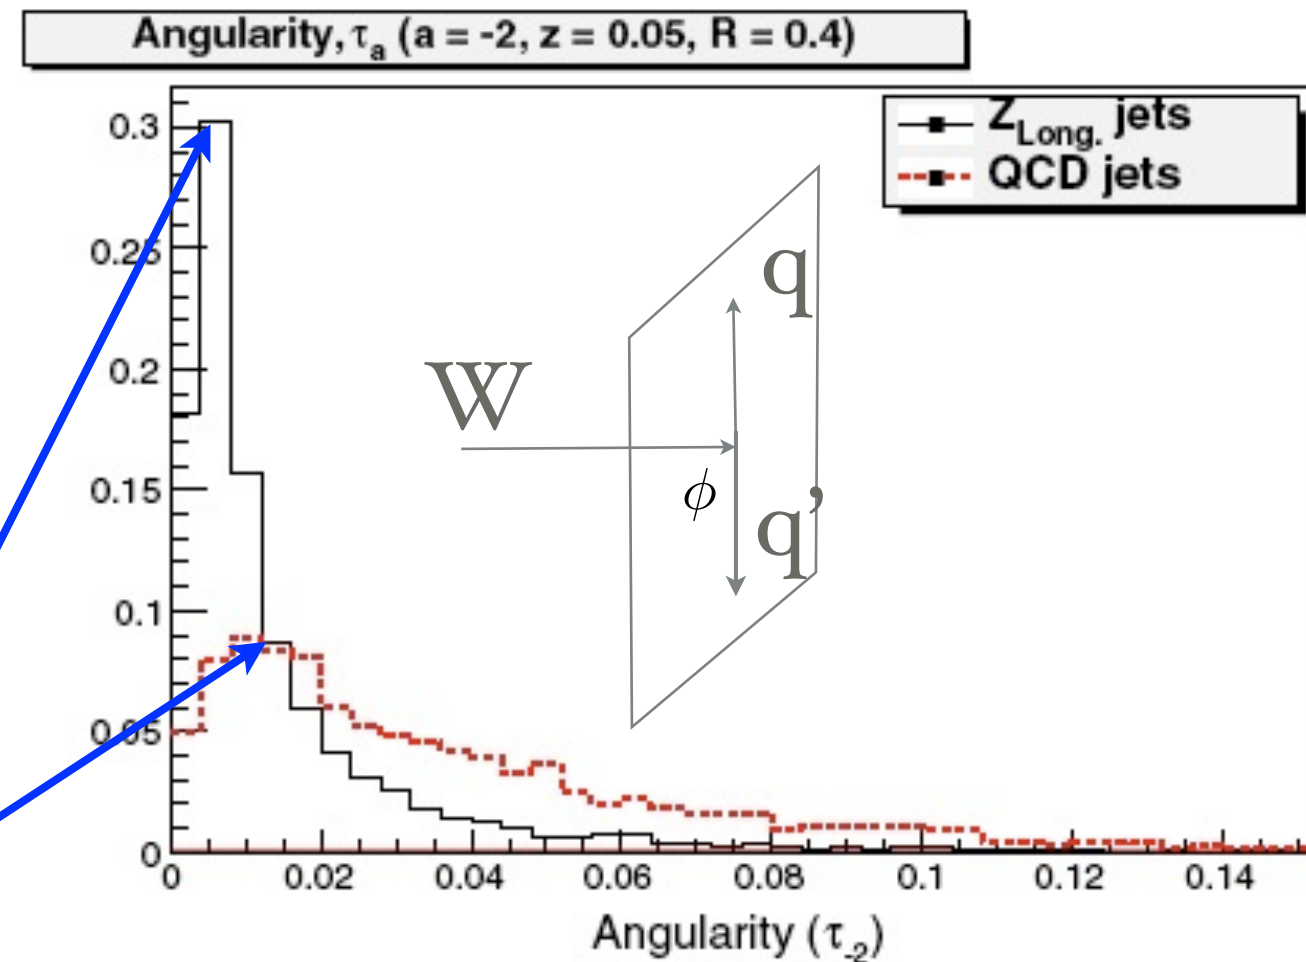 Angularity, τa (a = -2, z = 0.05, R = 0.4)
ZLong. jets
QCD jets
0.3
0.25
0.2
0.15
0.1
0.05
0
q
W
ϕ
q’
0 0.02 0.04 0.06 0.08 0.1 0.12 0.14
Angularity (τ-2)